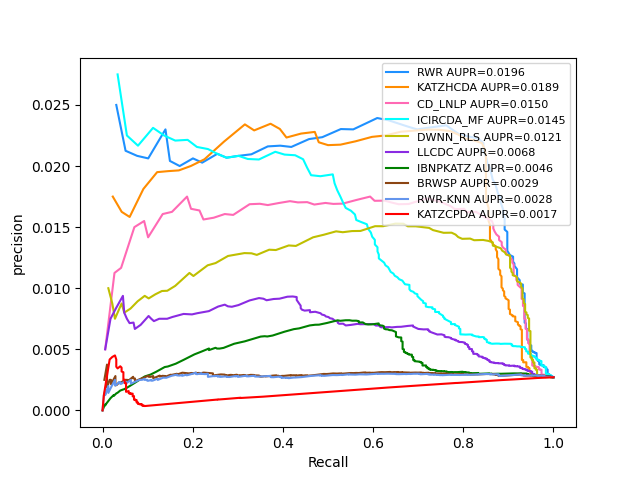 RWR AUPR=0.0196
KATZHCDA AUPR=0.0189
CD_LNLP AUPR=0.0150
ICIRCDA_MF AUPR=0.0145
DWNN_RLS AUPR=0.0121
LLCDC AUPR=0.0068
IBNPKATZ AUPR=0.0046
BRWSP AUPR=0.0029
RWR-KNN AUPR=0.0028
KATZCPDA AUPR=0.0017
precision
0.025
0.020
0.015
0.010
0.005
0.000
0.0 0.2 0.4 0.6 0.8 1.0
Recall